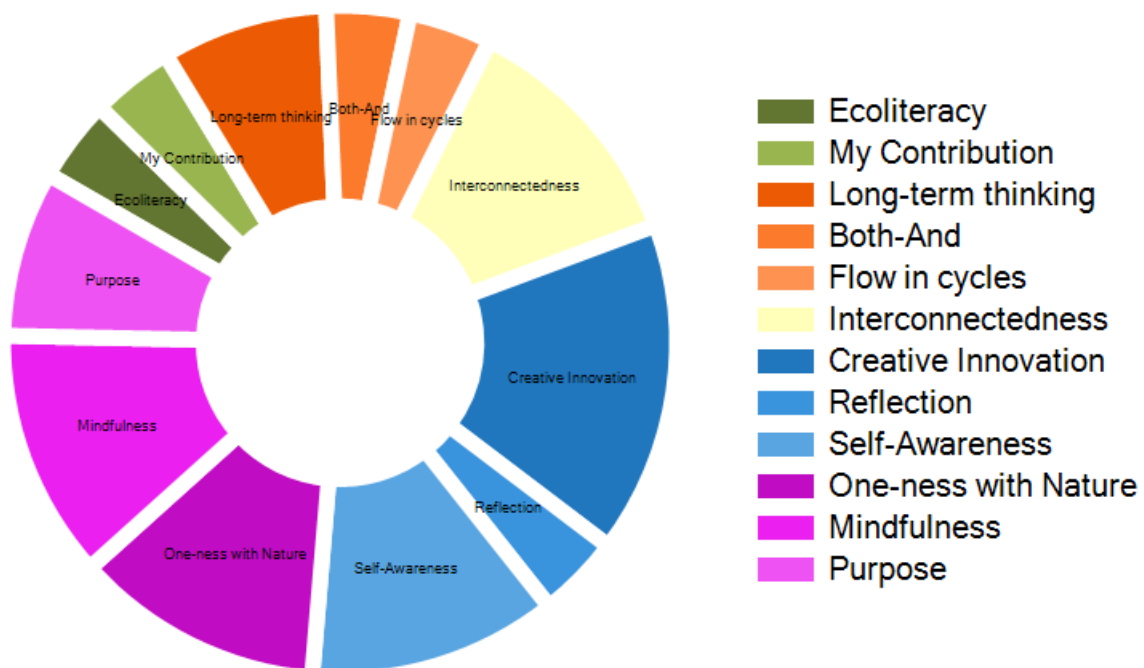 Both-And
Long-term thinking
Flow in cycles
My Contribution
Interconnectedness
Ecoliteracy
Purpose
Creative Innovation
Mindfulness
Reflection
One-ness with Nature
Self-Awareness
Ecoliteracy
My Contribution
Long-term thinking
Both-And
Flow in cycles
Interconnectedness
Creative Innovation
Reflection
Self-Awareness
One-ness with Nature
Mindfulness
Purpose